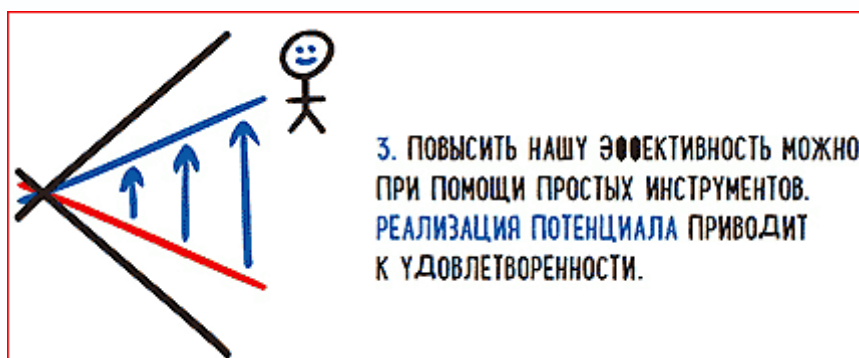 3. ПОВЫСИТЬ НАШУ ЭФФЕКТИВНОСТЬ МОЖНО
ПРИ ПОМОЩИ ПРОСТЫХ ИНСТРУМЕНТОВ.
РЕАЛИЗАЦИЯ ПОТЕНЦИАЛА ПРИВОДИТ
К УДОВЛЕТВОРЕННОСТИ.